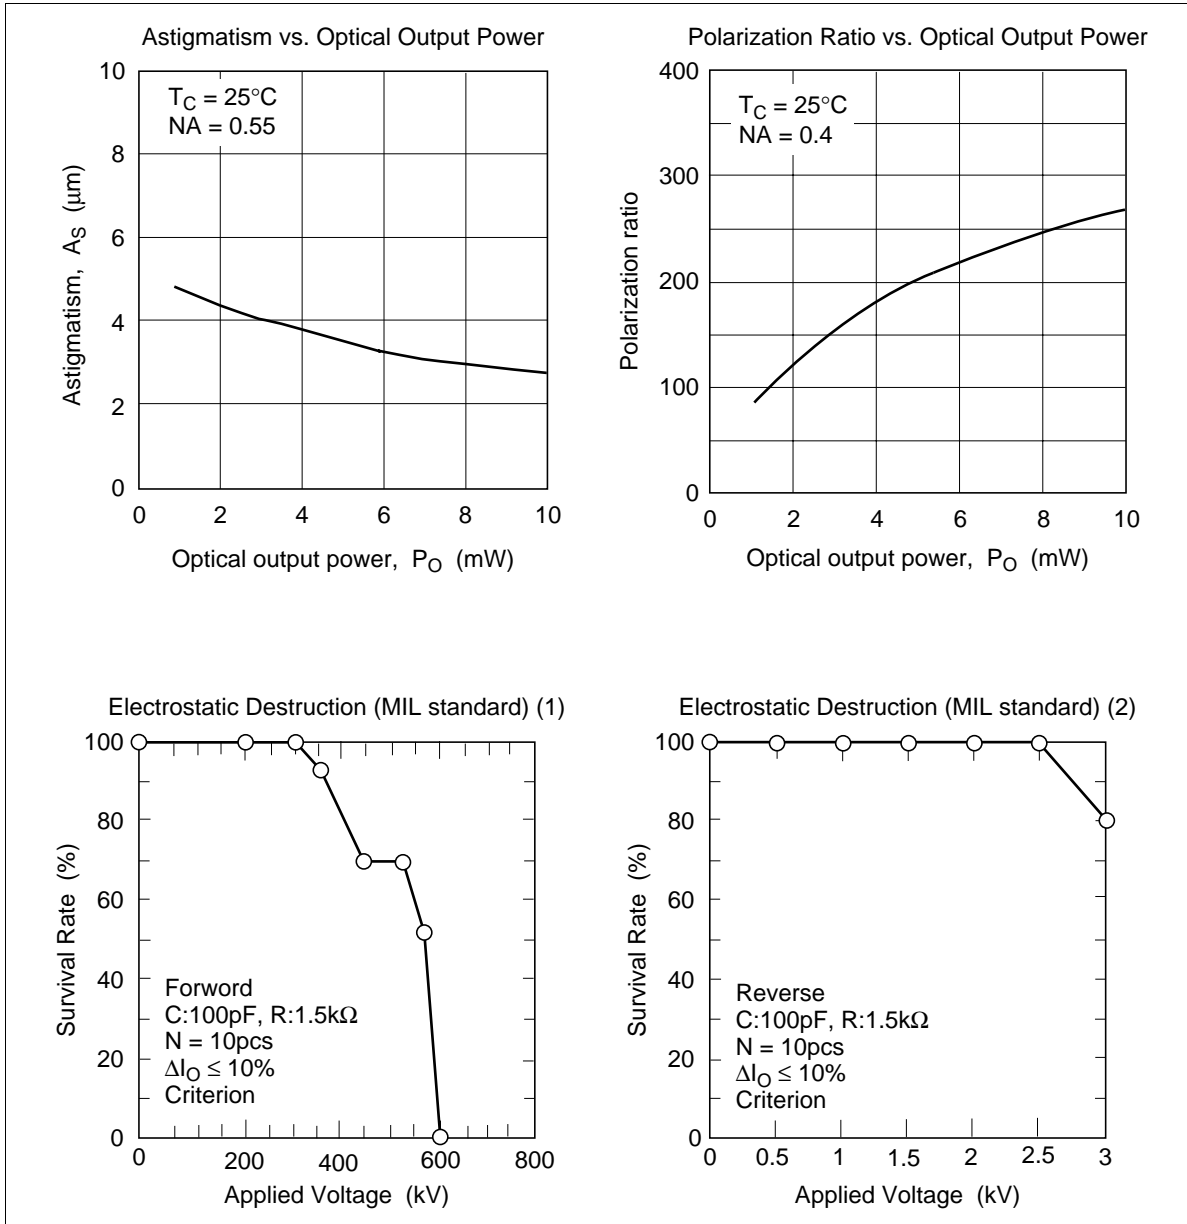 Astigmatism vs. Optical Output Power
10
8
6
4
2
0
Astigmatism, AS (μm)
TC = 25°C
NA = 0.55
0 2 4 6 8 10
Optical output power, PO (mW)
Polarization Ratio vs. Optical Output Power
400
300
200
100
0
Polarization ratio
TC = 25°C
NA = 0.4
0 2 4 6 8 10
Optical output power, PO (mW)
Electrostatic Destruction (MIL standard) (1)
100
80
60
40
20
0
Survival Rate (%)
Forword
C:100pF, R:1.5kΩ
N = 10pcs
ΔIO ≤ 10%
Criterion
0 200 400 600 800
Applied Voltage (kV)
Electrostatic Destruction (MIL standard) (2)
100
80
60
40
20
0
Survival Rate (%)
Reverse
C:100pF, R:1.5kΩ
N = 10pcs
ΔIO ≤ 10%
Criterion
0 0.5 1 1.5 2 2.5 3
Applied Voltage (kV)